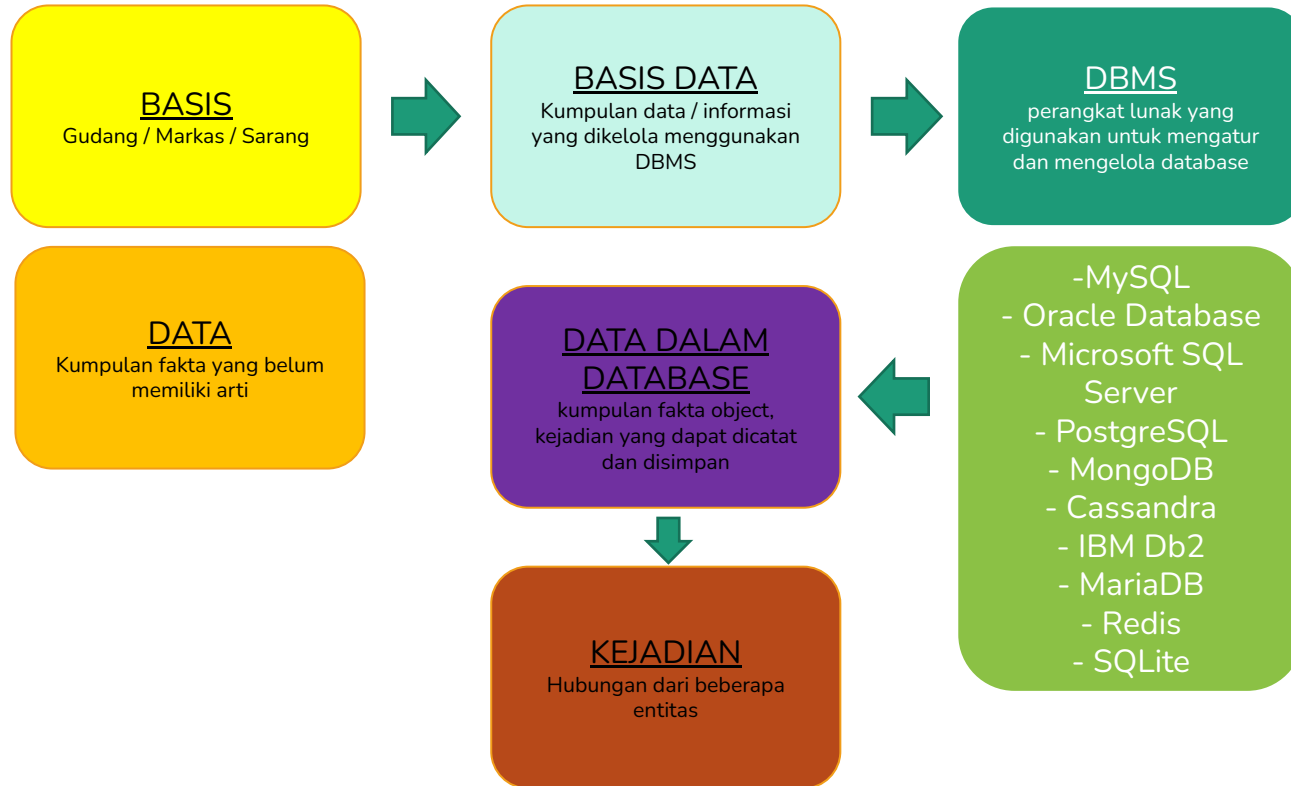 BASIS
Gudang / Markas / Sarang
BASIS DATA
Kumpulan data / informasi
yang dikelola menggunakan
DBMS
DBMS
perangkat lunak yang
digunakan untuk mengatur
dan mengelola database
DATA
Kumpulan fakta yang belum
memiliki arti
DATA DALAM
DATABASE
kumpulan fakta object,
kejadian yang dapat dicatat
dan disimpan
-MySQL
- Oracle Database
- Microsoft SQL
Server
- PostgreSQL
- MongoDB
- Cassandra
- IBM Db2
- MariaDB
- Redis
- SQLite
KEJADIAN
Hubungan dari beberapa
entitas